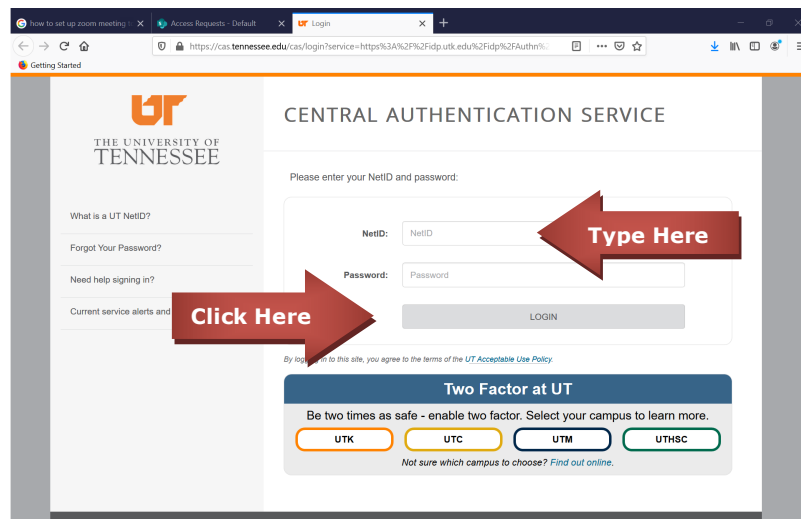 how to set up zoom meeting
Access Requests - Default
Login
https://cas.tennessee.edu/cas/login?service=https%3A%2F%2Fidp.utk.edu%2Fidp%2FAuthn%
Getting Started
UT
THE UNIVERSITY OF
TENNESSEE
CENTRAL AUTHENTICATION SERVICE
Please enter your NetID and password:
What is a UT NetID?
Forgot Your Password?
Need help signing in?
Current service alerts and
NetID:
NetID
Type Here
Password:
Password
Click Here
LOGIN
By logging in to this site, you agree to the terms of the UT Acceptable Use Policy.
Two Factor at UT
Be two times as safe - enable two factor. Select your campus to learn more.
UTK
UTC
UTM
UTHSC
Not sure which campus to choose? Find out online.